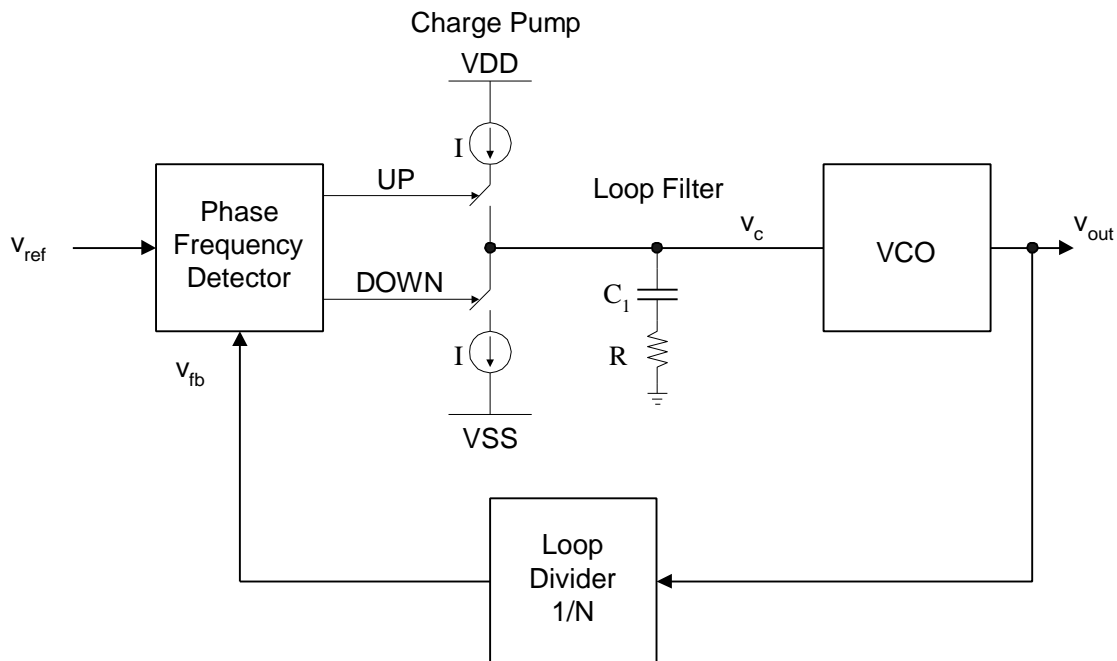 Charge Pump
VDD
I
UP
Loop Filter
Phase
Frequency
Detector
v_ref
v_c
VCO
v_out
DOWN
C_1
R
I
v_fb
VSS
Loop
Divider
1/N